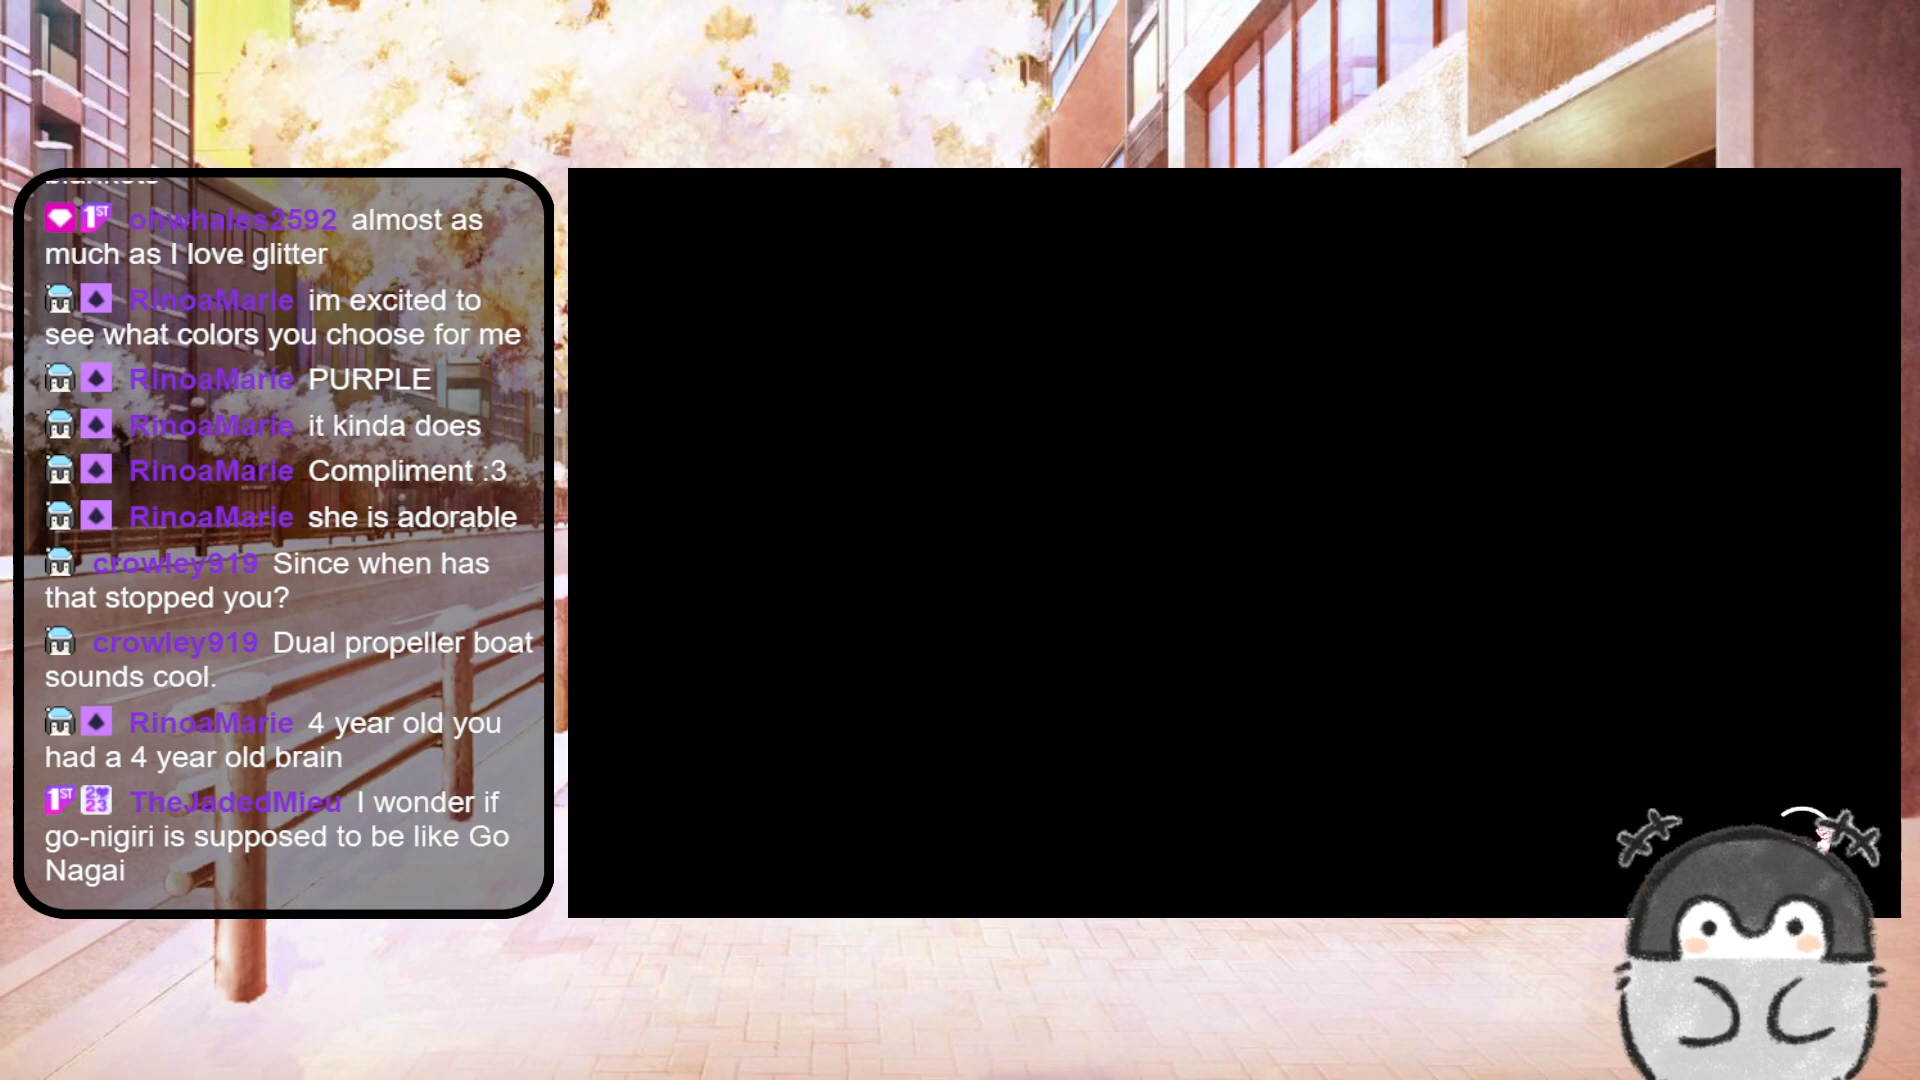 ohwhales2592 almost as
much as I love glitter
RinoaMarie im excited to
see what colors you choose for me
RinoaMarie PURPLE
RinoaMarie it kinda does
RinoaMarie Compliment :3
RinoaMarie she is adorable
crowley919 Since when has
that stopped you?
crowley919 Dual propeller boat
sounds cool.
RinoaMarie 4 year old you
had a 4 year old brain
TheJadedMieu I wonder if
go-nigiri is supposed to be like Go
Nagai